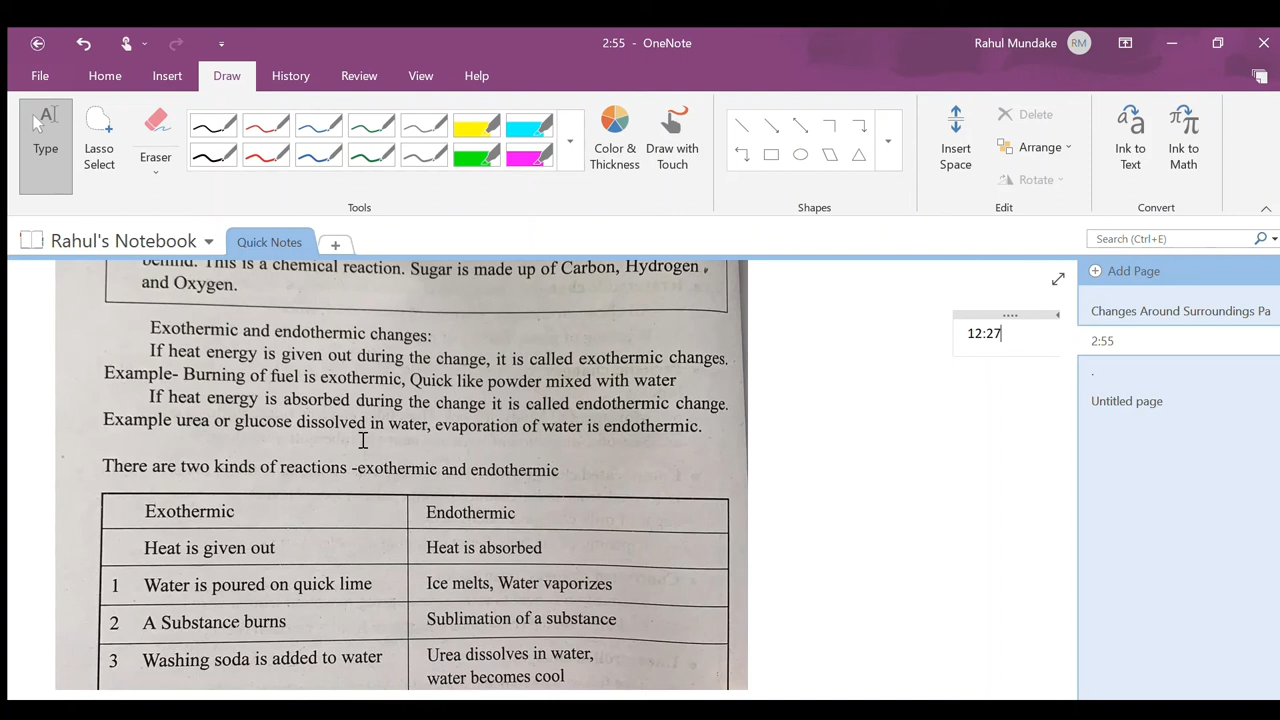 2:55 - OneNote
Rahul Mundake
RM
File
Home
Insert
Draw
History
Review
View
Help
Type
Lasso
Select
Eraser
Color &
Thickness
Draw with
Touch
Insert
Space
Delete
Arrange
Rotate
Ink to
Text
Ink to
Math
Tools
Shapes
Edit
Convert
Rahul's Notebook
Quick Notes
+
Search (Ctrl+E)
Add Page
Changes Around Surroundings Pa
2:55
.
Untitled page
12:27
behind. This is a chemical reaction. Sugar is made up of Carbon, Hydrogen
and Oxygen.
Exothermic and endothermic changes:
If heat energy is given out during the change, it is called exothermic changes.
Example- Burning of fuel is exothermic, Quick like powder mixed with water
If heat energy is absorbed during the change it is called endothermic change.
Example urea or glucose dissolved in water, evaporation of water is endothermic.
There are two kinds of reactions -exothermic and endothermic
Exothermic Endothermic
Heat is given out Heat is absorbed
1 Water is poured on quick lime Ice melts, Water vaporizes
2 A Substance burns Sublimation of a substance
3 Washing soda is added to water Urea dissolves in water,
water becomes cool